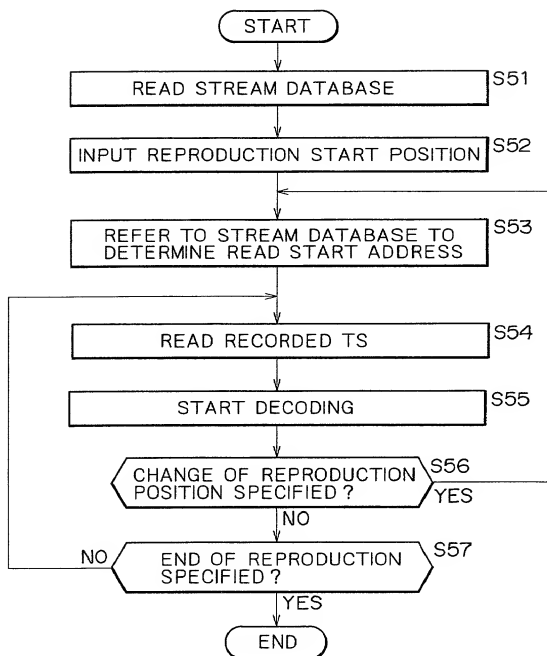 START
READ STREAM DATABASE
S51
INPUT REPRODUCTION START POSITION
S52
REFER TO STREAM DATABASE TO
DETERMINE READ START ADDRESS
S53
READ RECORDED TS
S54
START DECODING
S55
CHANGE OF REPRODUCTION
POSITION SPECIFIED ?
S56
YES
NO
END OF REPRODUCTION
SPECIFIED ?
S57
NO
YES
END